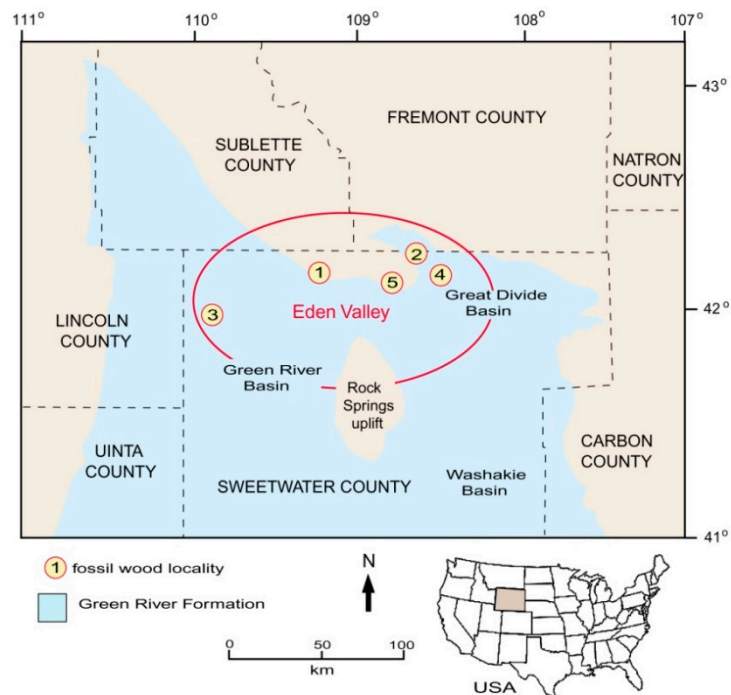 111°
110°
109°
108°
107°
43°
FREMONT COUNTY
SUBLETTE
COUNTY
NATRON
COUNTY
2
1
4
5
Great Divide
Basin
Eden Valley
3
42°
LINCOLN
COUNTY
Green River
Basin
Rock
Springs
uplift
CARBON
COUNTY
UINTA
COUNTY
Washakie
Basin
SWEETWATER COUNTY
41°
1 fossil wood locality
Green River Formation
N
0 50 100
km
USA